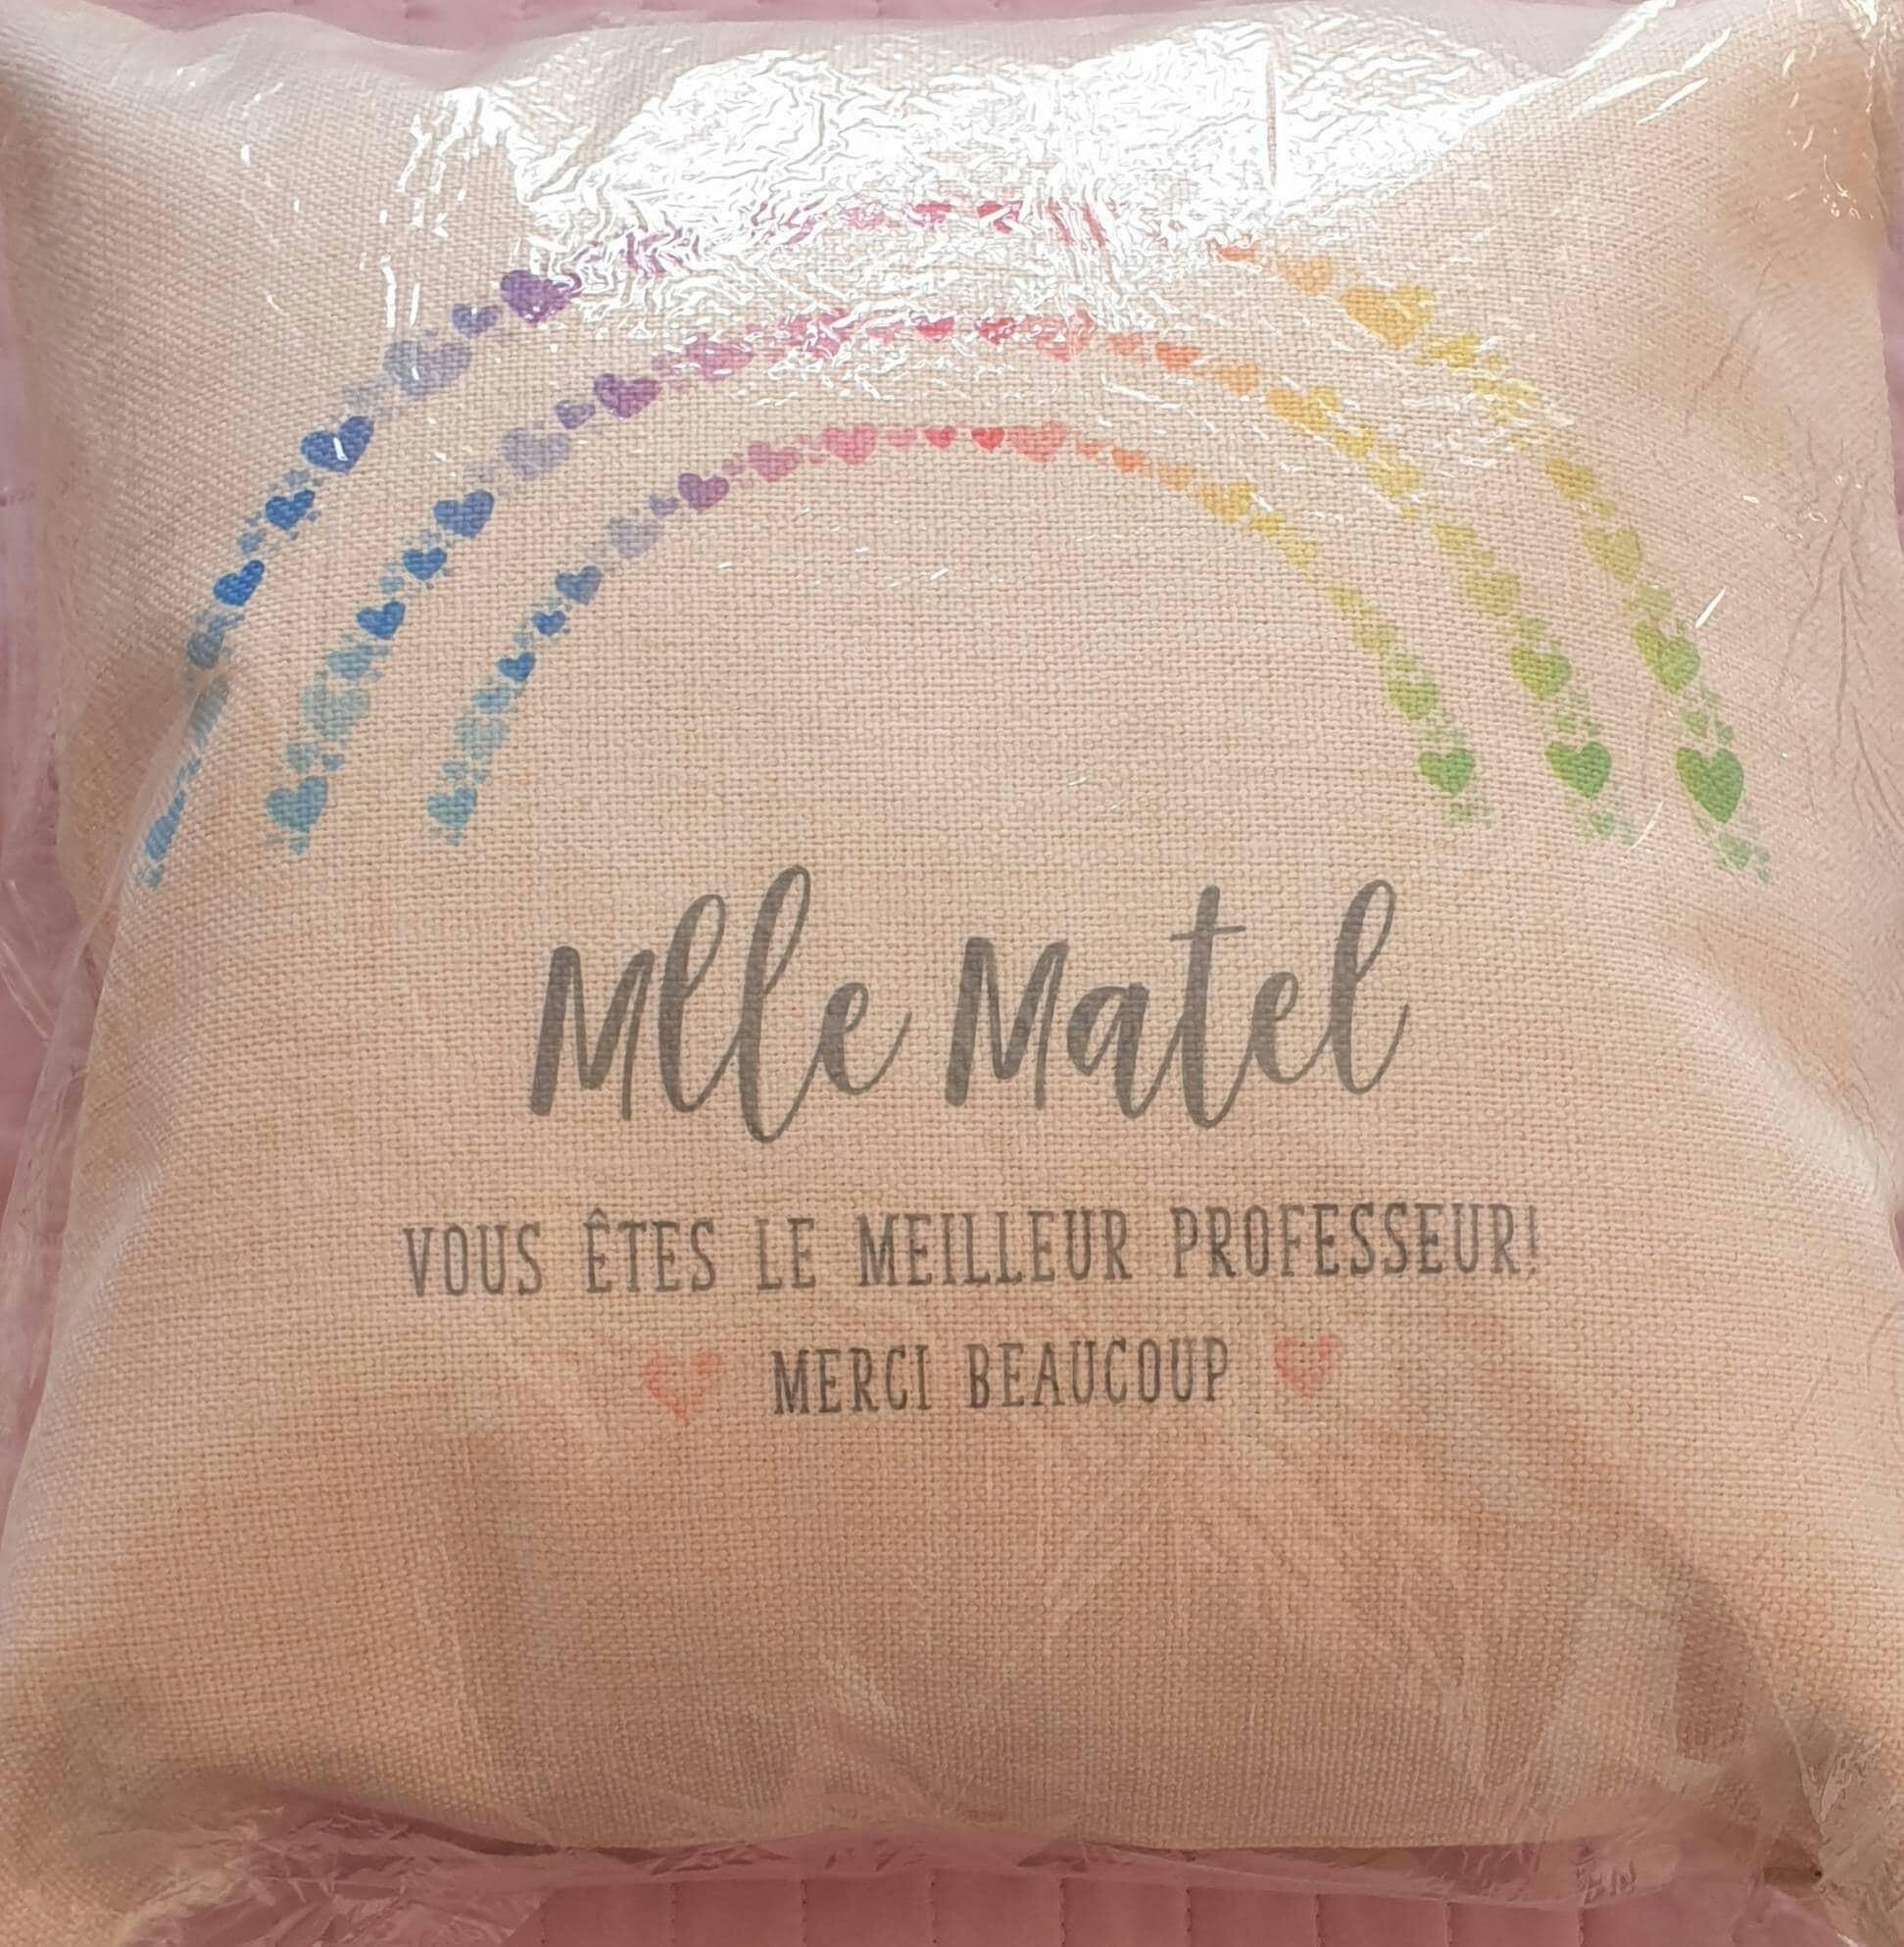 Mlle Matel
VOUS ÊTES LE MEILLEUR PROFESSEUR!
MERCI BEAUCOUP